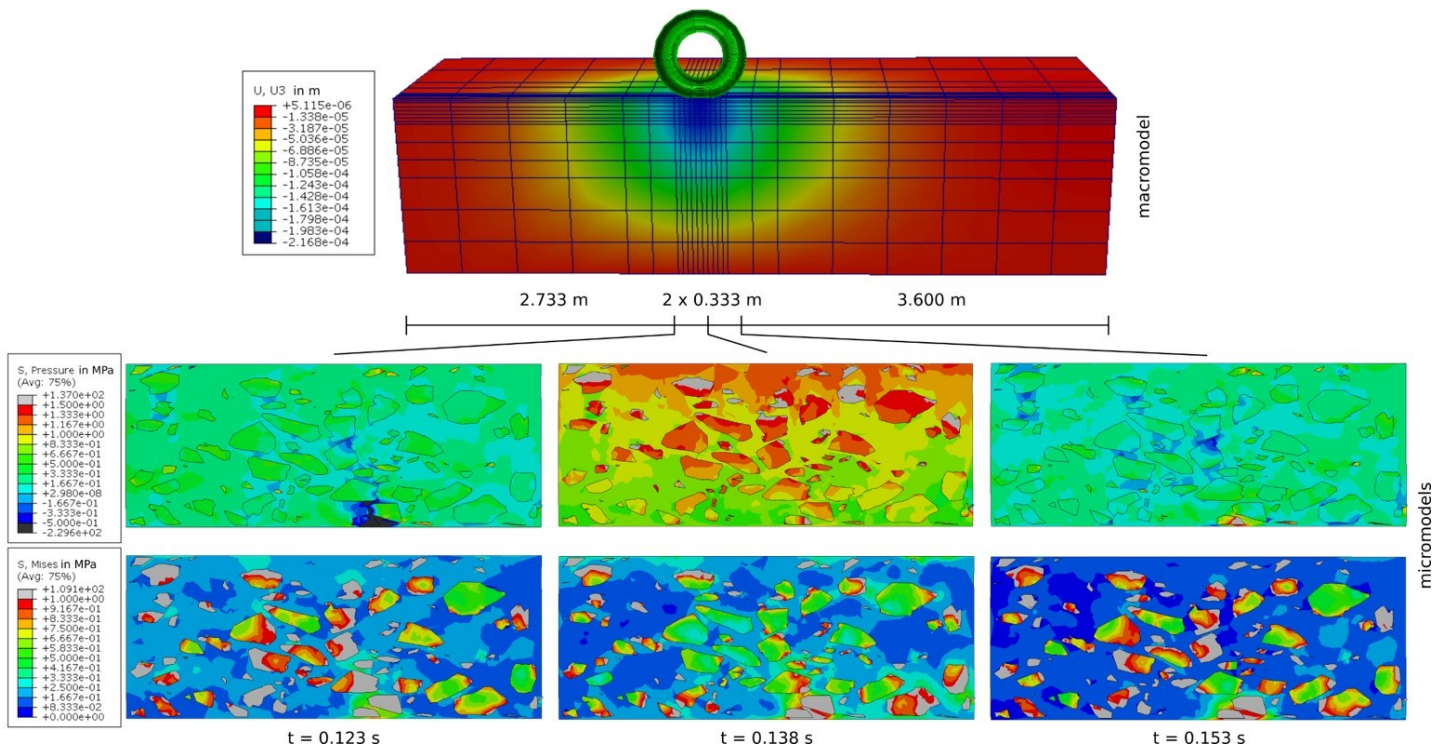 U, U3 in m
+5.115e-06
-1.338e-05
-3.187e-05
-5.036e-05
-6.886e-05
-8.735e-05
-1.058e-04
-1.243e-04
-1.428e-04
-1.613e-04
-1.798e-04
-1.983e-04
-2.168e-04
macromodel
2.733 m 2 x 0.333 m 3.600 m
S, Pressure in MPa
(Avg: 75%)
+1.370e+02
+1.500e+00
+1.333e+00
+1.167e+00
+1.000e+00
+8.333e-01
+6.667e-01
+5.000e-01
+3.333e-01
+1.667e-01
+2.980e-08
-1.667e-01
-3.333e-01
-5.000e-01
-2.296e+02
S, Mises in MPa
(Avg: 75%)
+1.091e+02
+1.000e+00
+9.167e-01
+8.333e-01
+7.500e-01
+6.667e-01
+5.833e-01
+5.000e-01
+4.167e-01
+3.333e-01
+2.500e-01
+1.667e-01
+8.333e-02
+0.000e+00
micromodels
t = 0.123 s t = 0.138 s t = 0.153 s